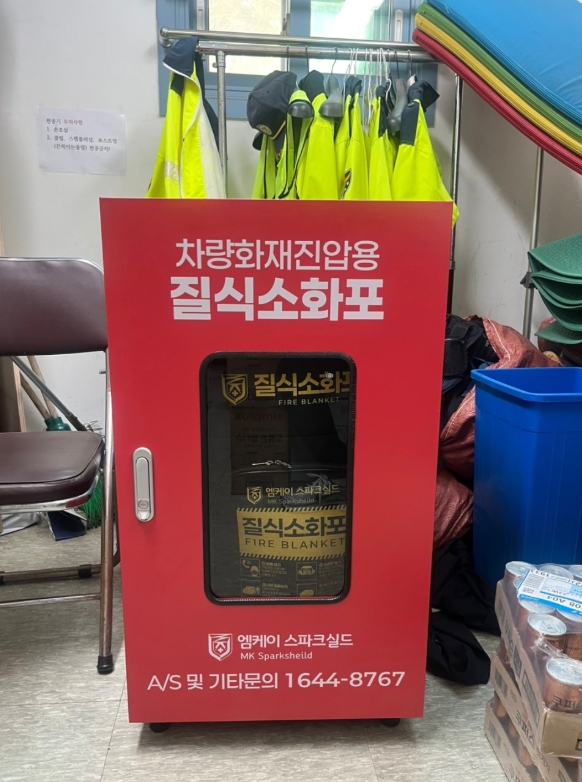 차량화재진압용
질식소화포
질식소화포
FIRE BLANKET
엠케이 스파크쉴드
MK Sparksheild
질식소화포
FIRE BLANKET
엠케이 스파크쉴드
MK Sparksheild
A/S 및 기타문의 1644-8767